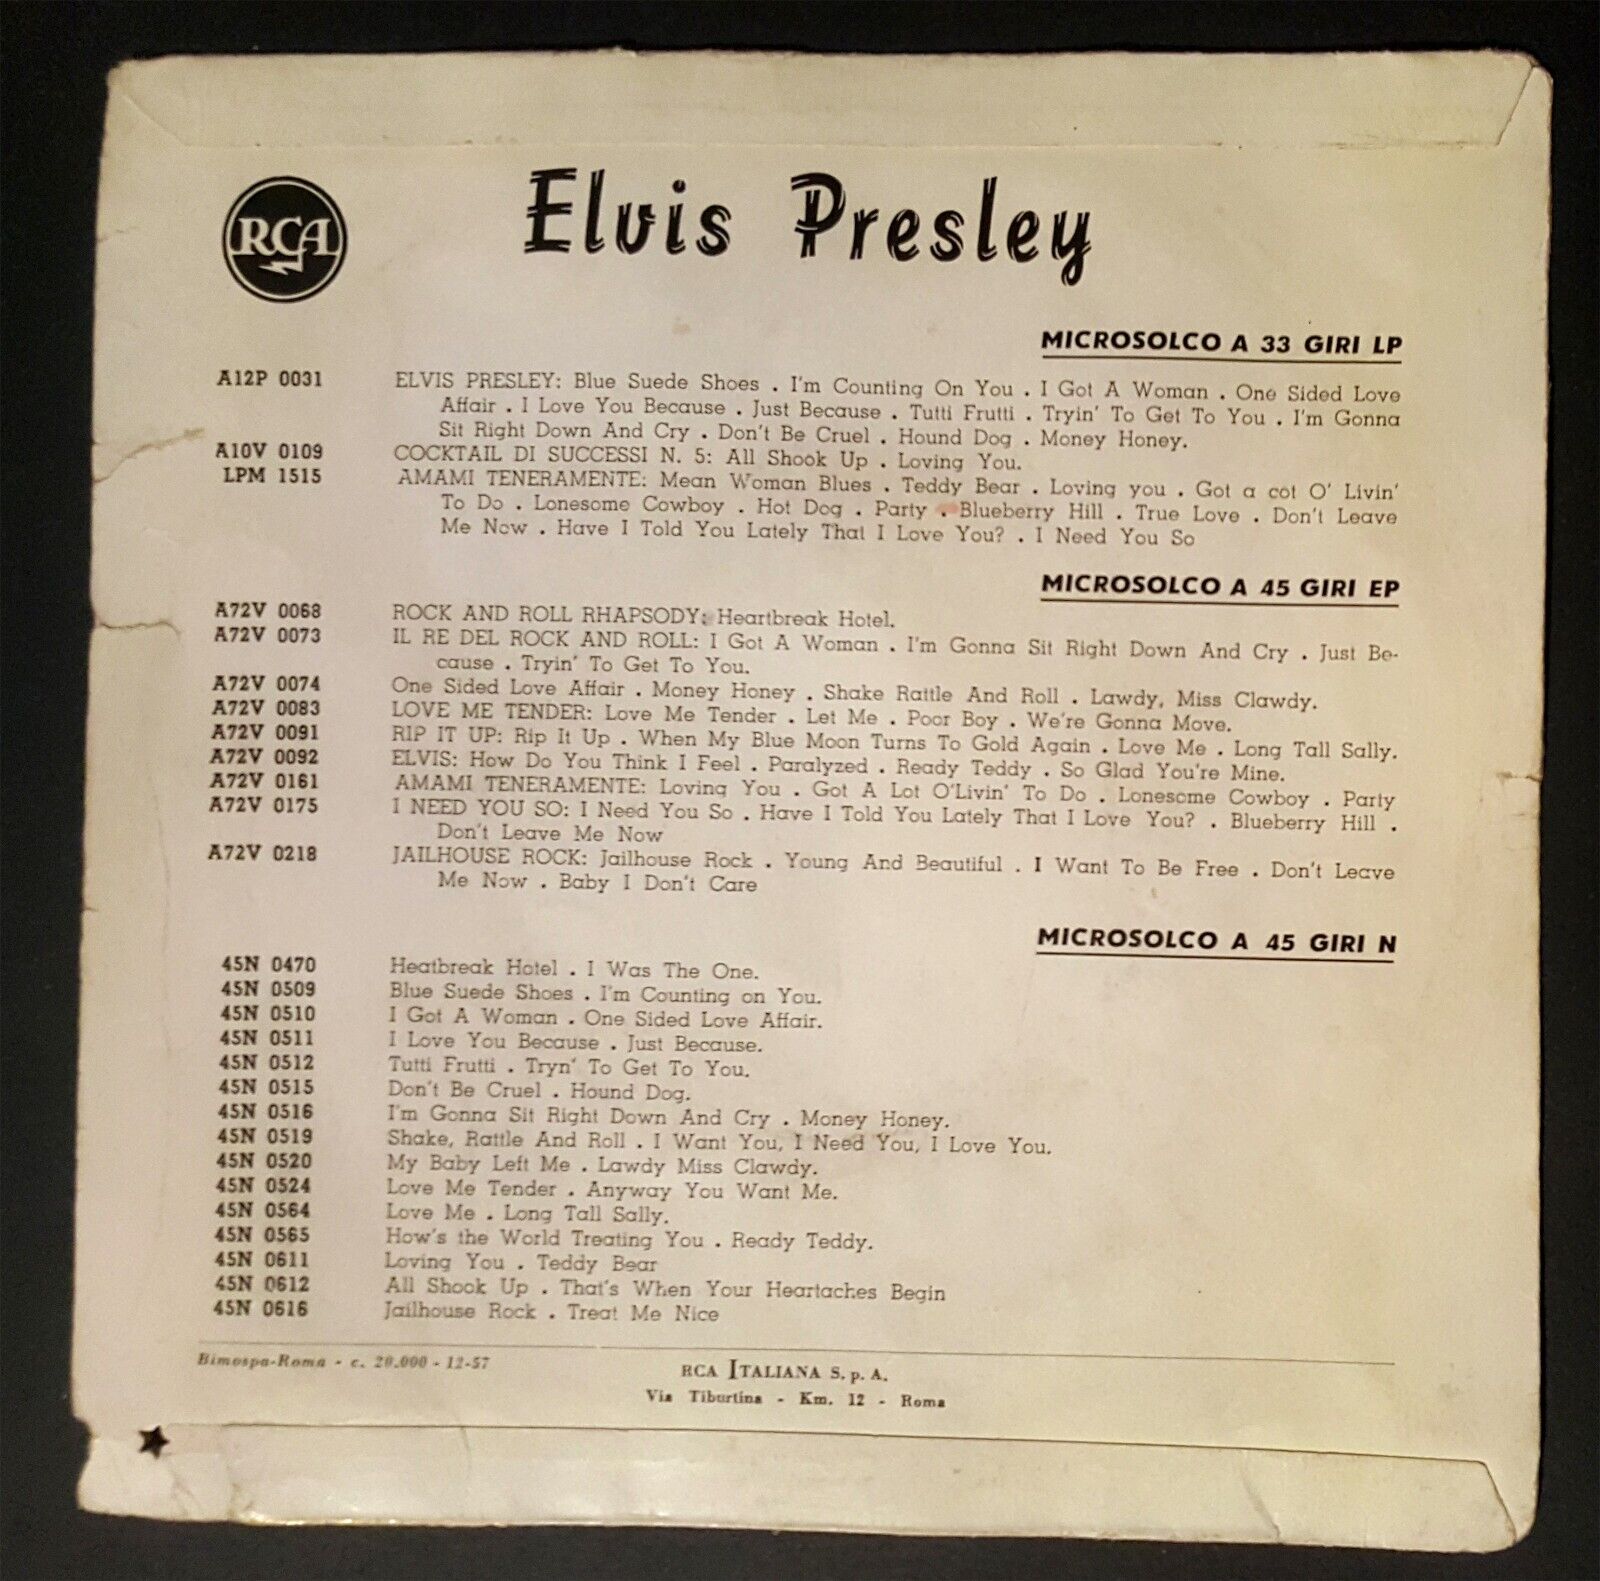 RCA
Elvis Presley
MICROSOLCO A 33 GIRI LP
A12P 0031 ELVIS PRESLEY: Blue Suede Shoes . I'm Counting On You . I Got A Woman . One Sided Love
Affair . I Love You Because . Just Because . Tutti Frutti . Tryin' To Get To You . I'm Gonna
Sit Right Down And Cry . Don't Be Cruel . Hound Dog . Money Honey.
A10V 0109 COCKTAIL DI SUCCESSI N. 5: All Shook Up . Loving You.
LPM 1515 AMAMI TENERAMENTE: Mean Woman Blues . Teddy Bear . Loving you . Got a cot O' Livin'
To Do . Lonesome Cowboy . Hot Dog . Party . Blueberry Hill . True Love . Don't Leave
Me Now . Have I Told You Lately That I Love You? . I Need You So
MICROSOLCO A 45 GIRI EP
A72V 0068 ROCK AND ROLL RHAPSODY: Heartbreak Hotel.
A72V 0073 IL RE DEL ROCK AND ROLL: I Got A Woman . I'm Gonna Sit Right Down And Cry . Just Be-
cause . Tryin' To Get To You.
A72V 0074 One Sided Love Affair . Money Honey . Shake Rattle And Roll . Lawdy, Miss Clawdy.
A72V 0083 LOVE ME TENDER: Love Me Tender . Let Me . Poor Boy . We're Gonna Move.
A72V 0091 RIP IT UP: Rip It Up . When My Blue Moon Turns To Gold Again . Love Me . Long Tall Sally.
A72V 0092 ELVIS: How Do You Think I Feel . Paralyzed . Ready Teddy . So Glad You're Mine.
A72V 0161 AMAMI TENERAMENTE: Loving You . Got A Lot O'Livin' To Do . Lonesome Cowboy . Party
A72V 0175 I NEED YOU SO: I Need You So . Have I Told You Lately That I Love You? . Blueberry Hill .
Don't Leave Me Now
A72V 0218 JAILHOUSE ROCK: Jailhouse Rock . Young And Beautiful . I Want To Be Free . Don't Leave
Me Now . Baby I Don't Care
MICROSOLCO A 45 GIRI N
45N 0470 Heatbreak Hotel . I Was The One.
45N 0509 Blue Suede Shoes . I'm Counting on You.
45N 0510 I Got A Woman . One Sided Love Affair.
45N 0511 I Love You Because . Just Because.
45N 0512 Tutti Frutti . Tryn' To Get To You.
45N 0515 Don't Be Cruel . Hound Dog.
45N 0516 I'm Gonna Sit Right Down And Cry . Money Honey.
45N 0519 Shake, Rattle And Roll . I Want You, I Need You, I Love You.
45N 0520 My Baby Left Me . Lawdy Miss Clawdy.
45N 0524 Love Me Tender . Anyway You Want Me.
45N 0564 Love Me . Long Tall Sally.
45N 0565 How's the World Treating You . Ready Teddy.
45N 0611 Loving You . Teddy Bear
45N 0612 All Shook Up . That's When Your Heartaches Begin
45N 0616 Jailhouse Rock . Treat Me Nice
Bimospa-Roma - c. 20.000 - 12-57
RCA ITALIANA S. p. A.
Via Tiburtina - Km. 12 - Roma